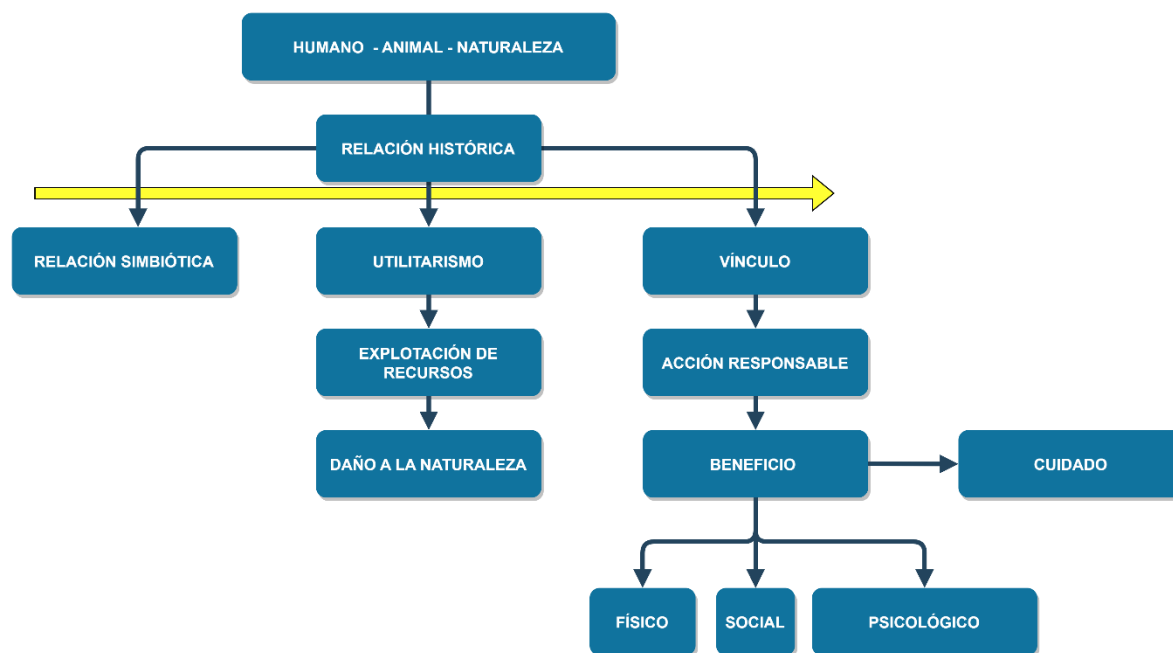 HUMANO - ANIMAL - NATURALEZA
RELACIÓN HISTÓRICA
RELACIÓN SIMBIÓTICA
UTILITARISMO
VÍNCULO
EXPLOTACIÓN DE
RECURSOS
ACCIÓN RESPONSABLE
DAÑO A LA NATURALEZA
BENEFICIO
CUIDADO
FÍSICO
SOCIAL
PSICOLÓGICO